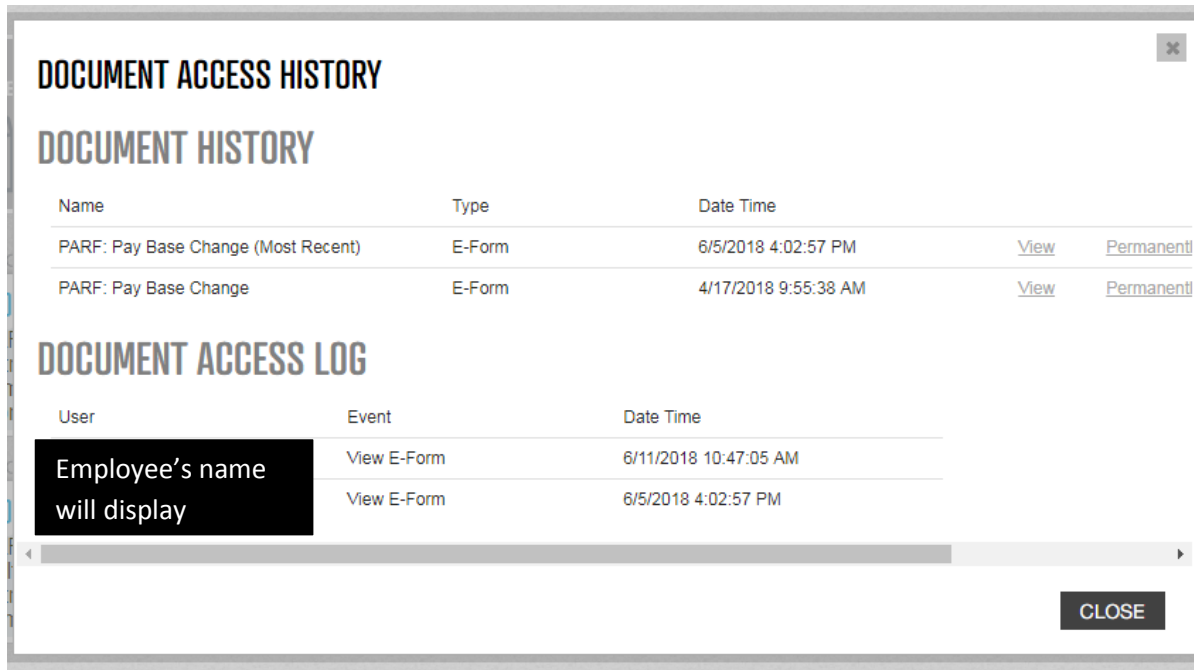 DOCUMENT ACCESS HISTORY
DOCUMENT HISTORY
Name Type Date Time
PARF: Pay Base Change (Most Recent) E-Form 6/5/2018 4:02:57 PM View Permanentl
PARF: Pay Base Change E-Form 4/17/2018 9:55:38 AM View Permanentl
DOCUMENT ACCESS LOG
User Event Date Time
Employee’s name View E-Form 6/11/2018 10:47:05 AM
will display View E-Form 6/5/2018 4:02:57 PM
CLOSE